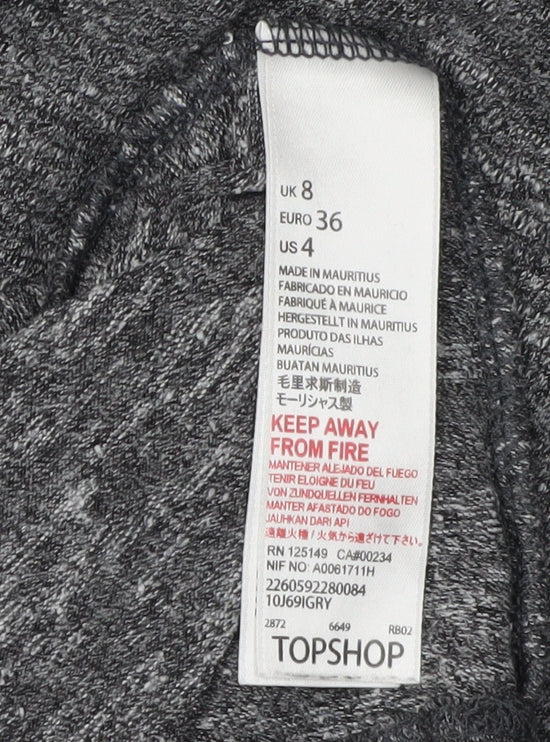 UK 8
EURO 36
US 4
MADE IN MAURITIUS
FABRICADO EN MAURICIO
FABRIQUÉ À MAURICE
HERGESTELLT IN MAURITIUS
PRODUTO DAS ILHAS
MAURÍCIAS
BUATAN MAURITIUS
毛里求斯制造
モーリシャス製
KEEP AWAY
FROM FIRE
MANTENER ALEJADO DEL FUEGO
TENIR ELOIGNE DU FEU
VON ZUNDQUELLEN FERNHALTEN
MANTER AFASTADO DO FOGO
JAUHKAN DARI API
遠離火種 / 火気から遠ざけて下さい。
RN 125149 CA#00234
NIF NO: A0061711H
2260592280084
10J69IGRY
2872 6649 RB02
TOPSHOP